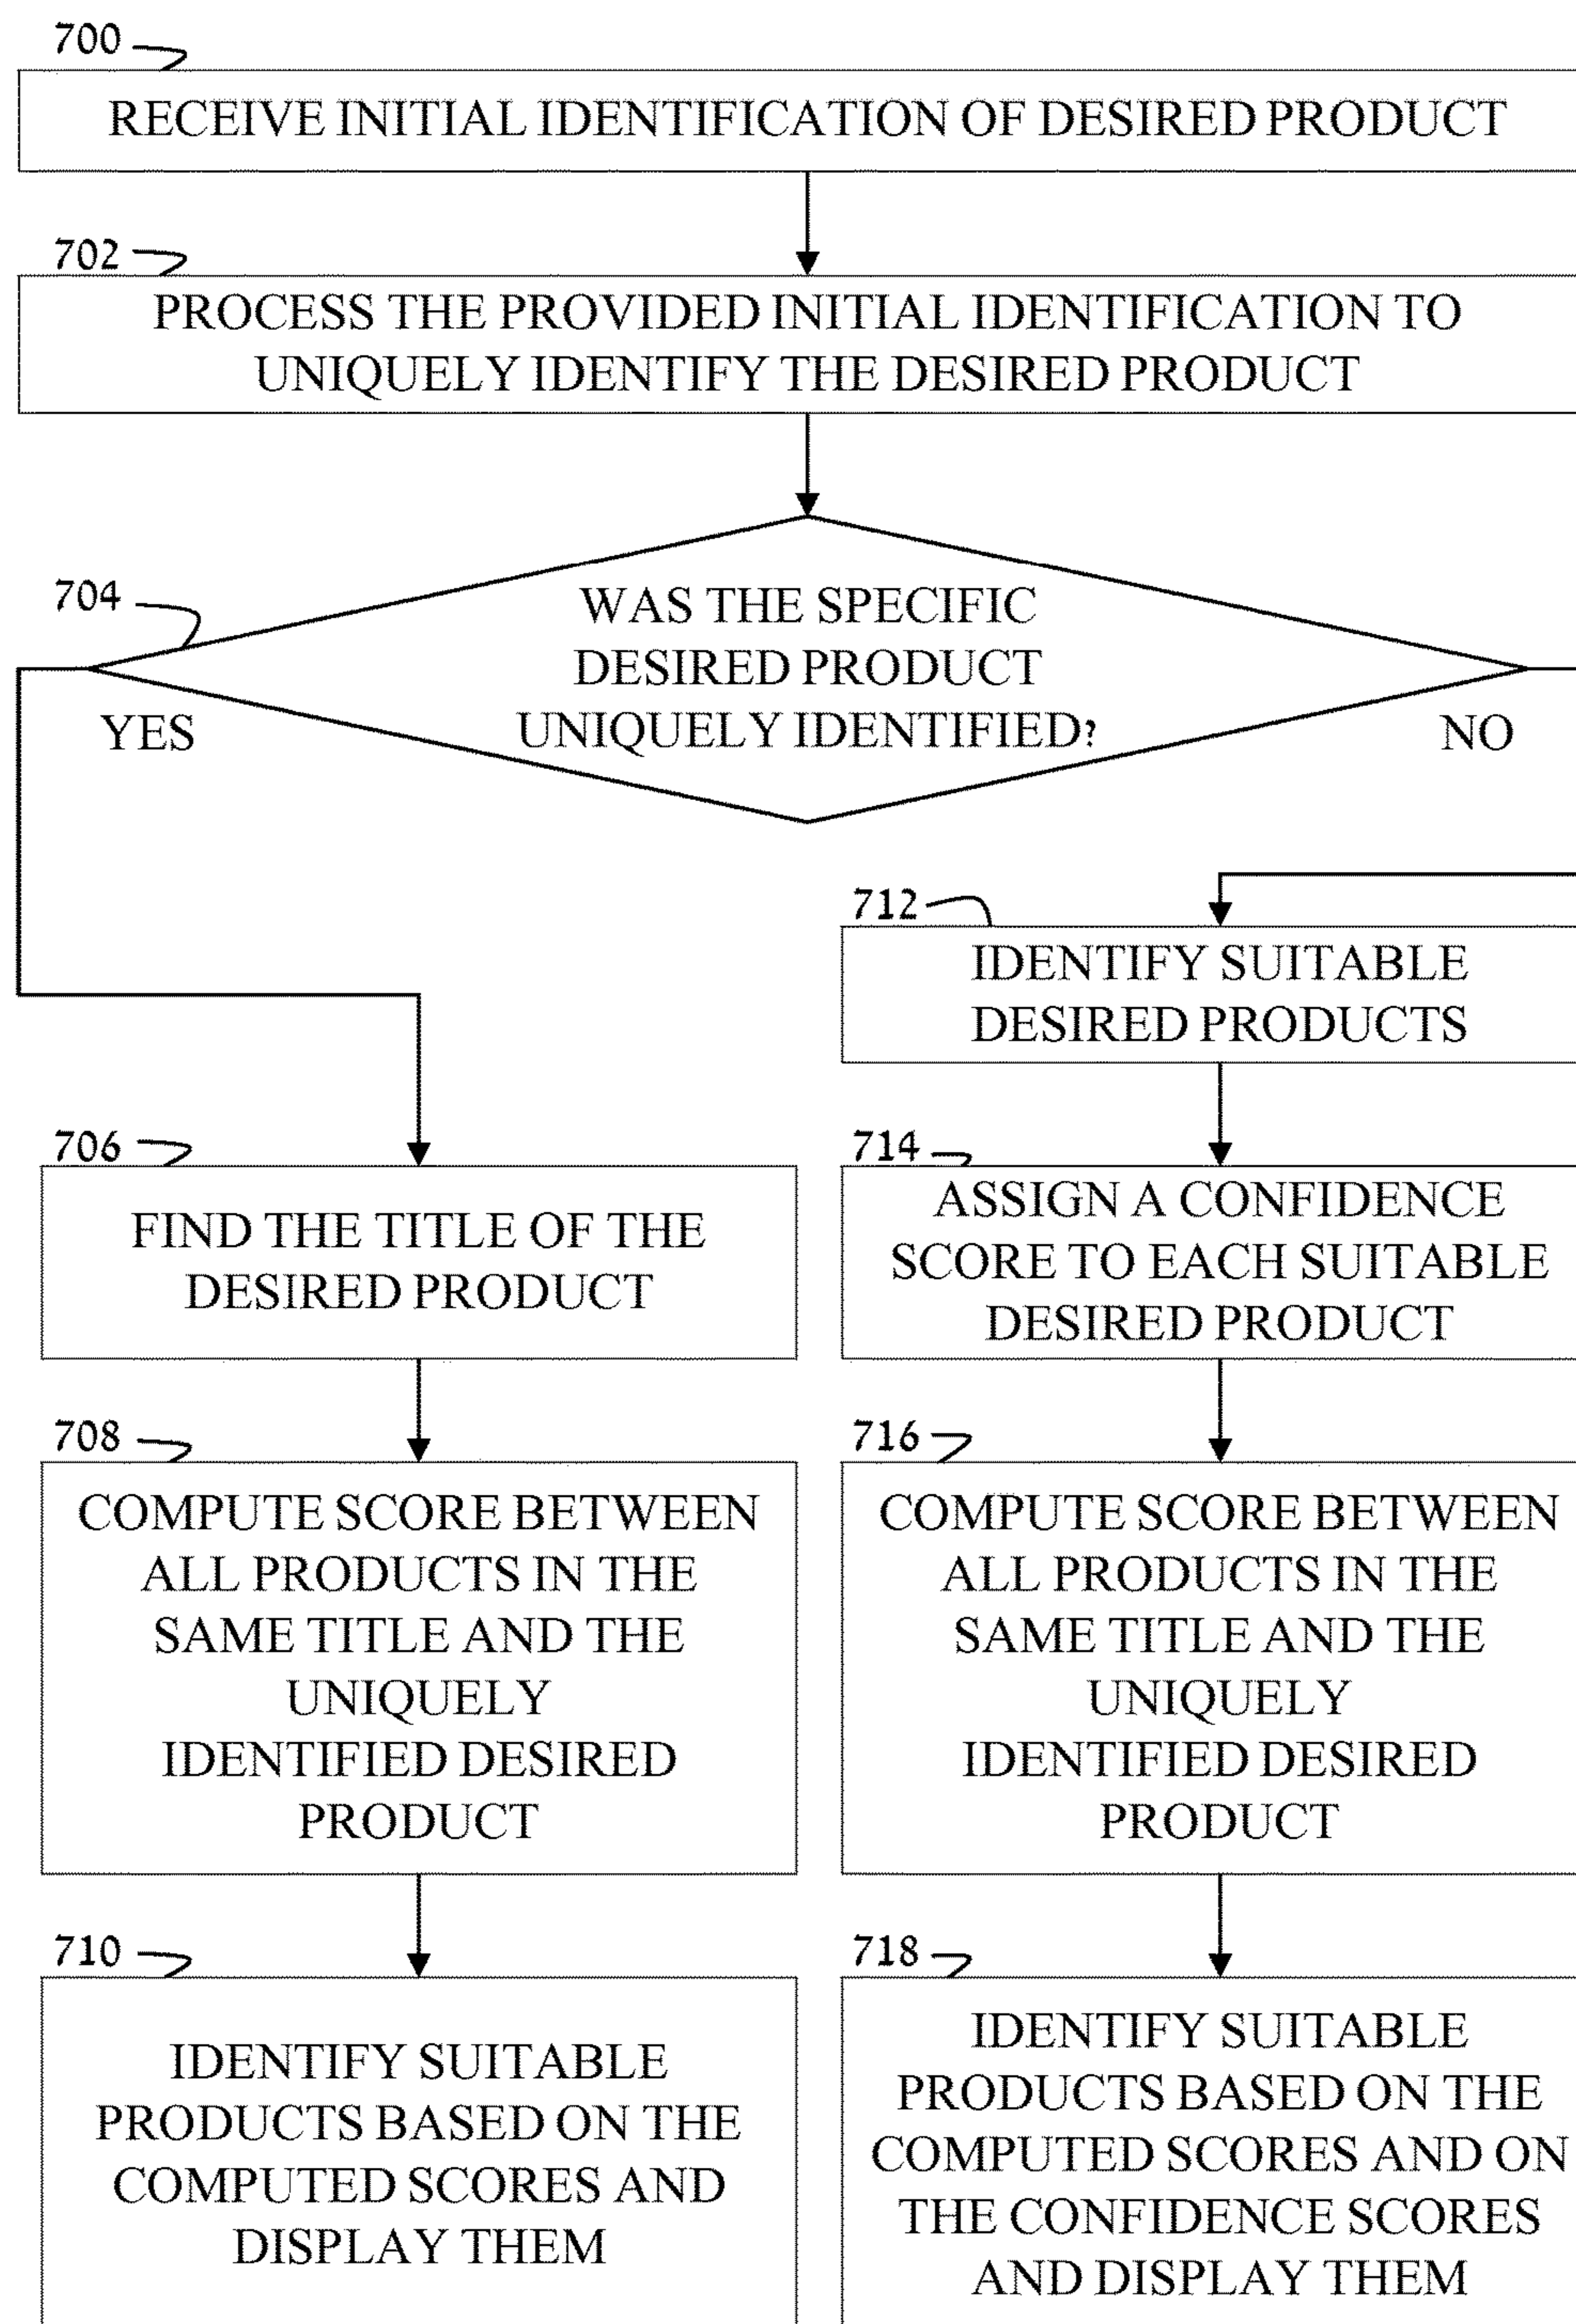 700
RECEIVE INITIAL IDENTIFICATION OF DESIRED PRODUCT
702
PROCESS THE PROVIDED INITIAL IDENTIFICATION TO
UNIQUELY IDENTIFY THE DESIRED PRODUCT
704
WAS THE SPECIFIC
DESIRED PRODUCT
UNIQUELY IDENTIFIED?
YES
NO
706
FIND THE TITLE OF THE
DESIRED PRODUCT
708
COMPUTE SCORE BETWEEN
ALL PRODUCTS IN THE
SAME TITLE AND THE
UNIQUELY
IDENTIFIED DESIRED
PRODUCT
710
IDENTIFY SUITABLE
PRODUCTS BASED ON THE
COMPUTED SCORES AND
DISPLAY THEM
712
IDENTIFY SUITABLE
DESIRED PRODUCTS
714
ASSIGN A CONFIDENCE
SCORE TO EACH SUITABLE
DESIRED PRODUCT
716
COMPUTE SCORE BETWEEN
ALL PRODUCTS IN THE
SAME TITLE AND THE
UNIQUELY
IDENTIFIED DESIRED
PRODUCT
718
IDENTIFY SUITABLE
PRODUCTS BASED ON THE
COMPUTED SCORES AND ON
THE CONFIDENCE SCORES
AND DISPLAY THEM